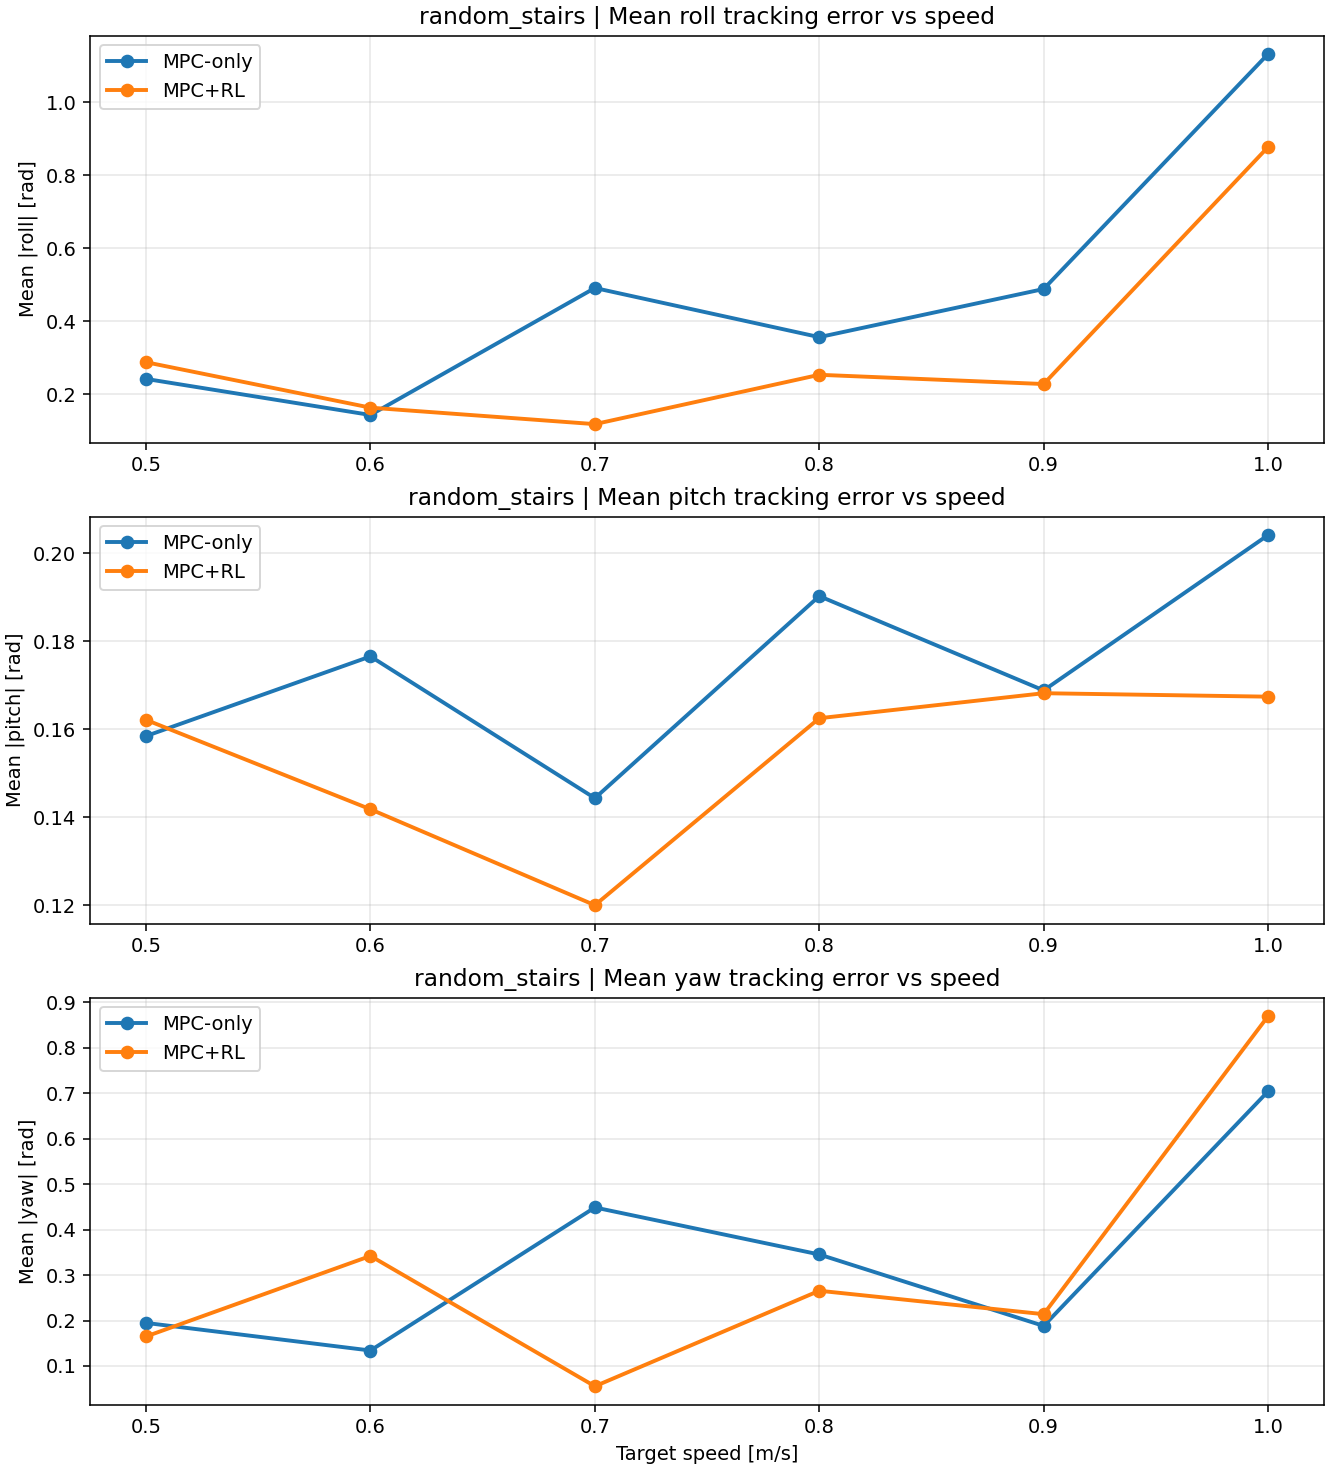 random_stairs | Mean roll tracking error vs speed
MPC-only
MPC+RL
Mean |roll| [rad]
1.0
0.8
0.6
0.4
0.2
0.5 0.6 0.7 0.8 0.9 1.0
random_stairs | Mean pitch tracking error vs speed
MPC-only
MPC+RL
Mean |pitch| [rad]
0.20
0.18
0.16
0.14
0.12
0.5 0.6 0.7 0.8 0.9 1.0
random_stairs | Mean yaw tracking error vs speed
MPC-only
MPC+RL
Mean |yaw| [rad]
0.9
0.8
0.7
0.6
0.5
0.4
0.3
0.2
0.1
0.5 0.6 0.7 0.8 0.9 1.0
Target speed [m/s]